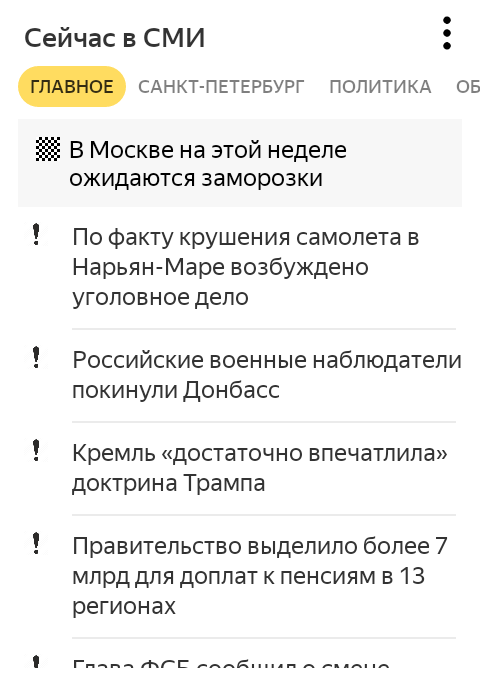 Сейчас в СМИ
ГЛАВНОЕ САНКТ-ПЕТЕРБУРГ ПОЛИТИКА ОБ
В Москве на этой неделе
ожидаются заморозки
По факту крушения самолета в
Нарьян-Маре возбуждено
уголовное дело
Российские военные наблюдатели
покинули Донбасс
Кремль «достаточно впечатлила»
доктрина Трампа
Правительство выделило более 7
млрд для доплат к пенсиям в 13
регионах
Глава ФСБ сообщил о смене